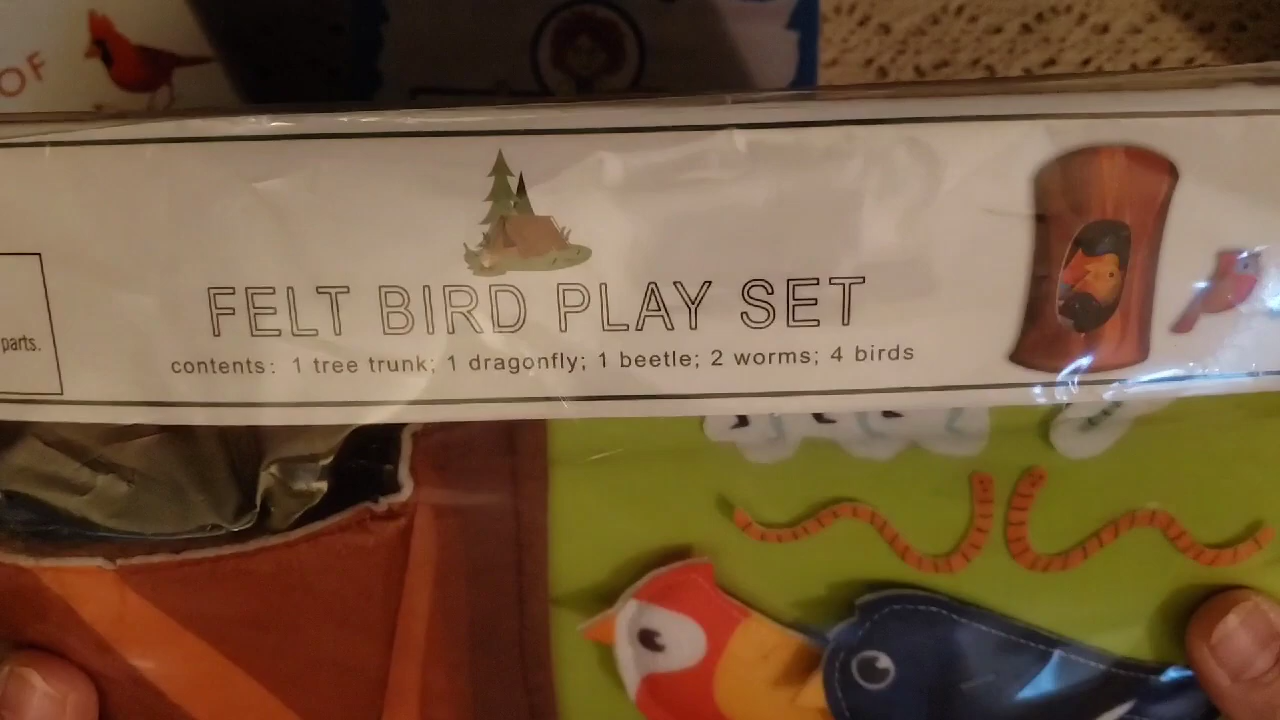 OF
FELT BIRD PLAY SET
contents: 1 tree trunk; 1 dragonfly; 1 beetle; 2 worms; 4 birds
parts.